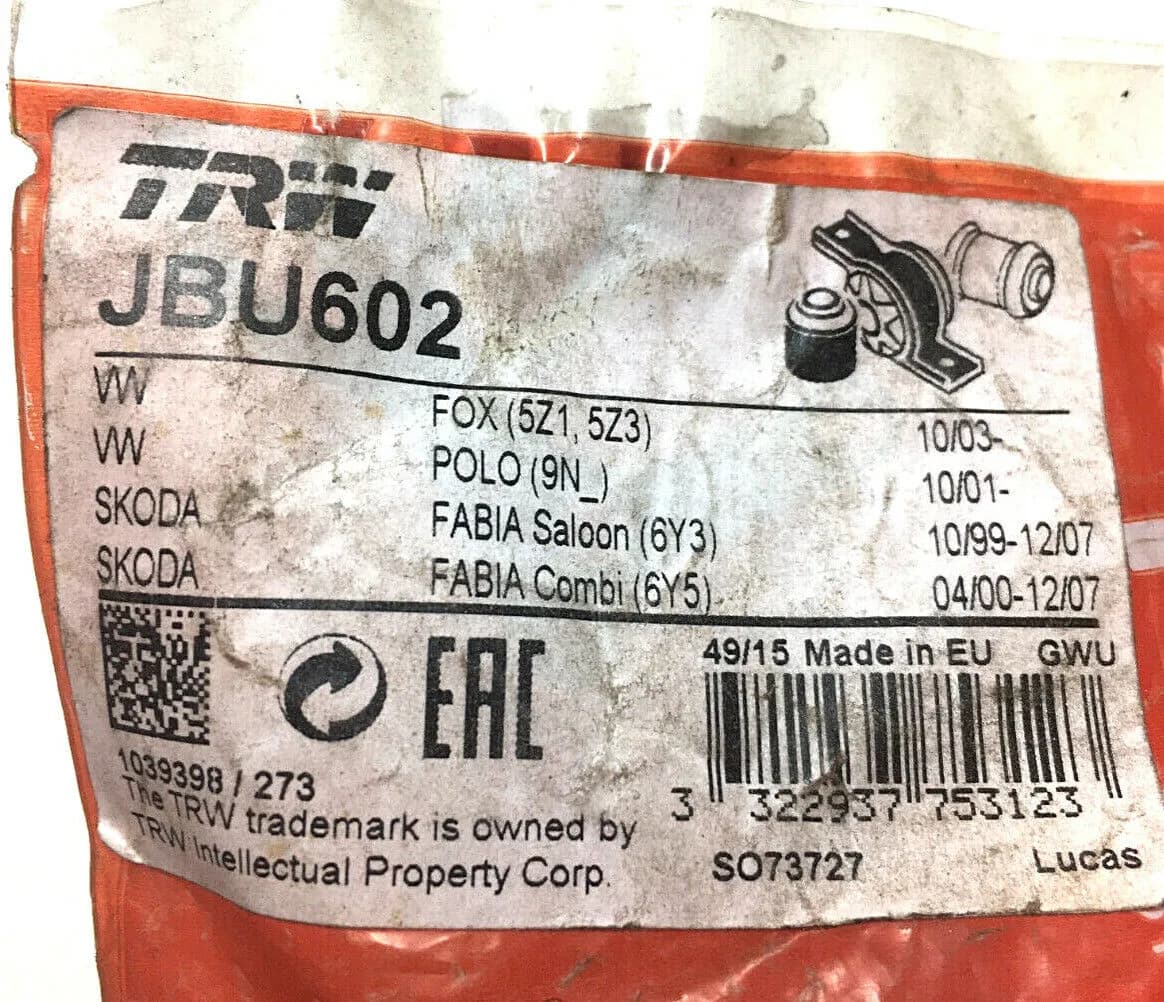 TRW
JBU602
VW FOX (5Z1, 5Z3) 10/03-
VW POLO (9N_) 10/01-
SKODA FABIA Saloon (6Y3) 10/99-12/07
SKODA FABIA Combi (6Y5) 04/00-12/07
49/15 Made in EU GWU
EAC
3 322937 753123
1039398 / 273
The TRW trademark is owned by
TRW Intellectual Property Corp.
SO73727 Lucas